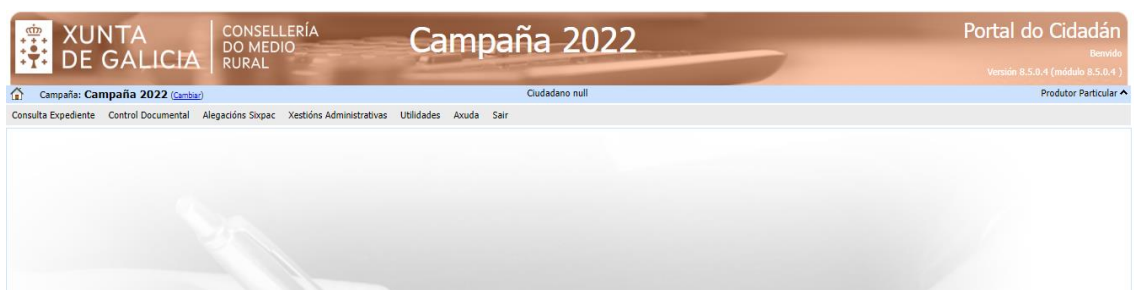 XUNTA
DE GALICIA
CONSELLERÍA
DO MEDIO
RURAL
Campaña 2022
Portal do Cidadán
Benvido
Versión 8.5.0.4 (módulo 8.5.0.4 )
Campaña: Campaña 2022 (Cambiar)
Ciudadano null
Produtor Particular
Consulta Expediente Control Documental Alegacións Sixpac Xestións Administrativas Utilidades Axuda Sair